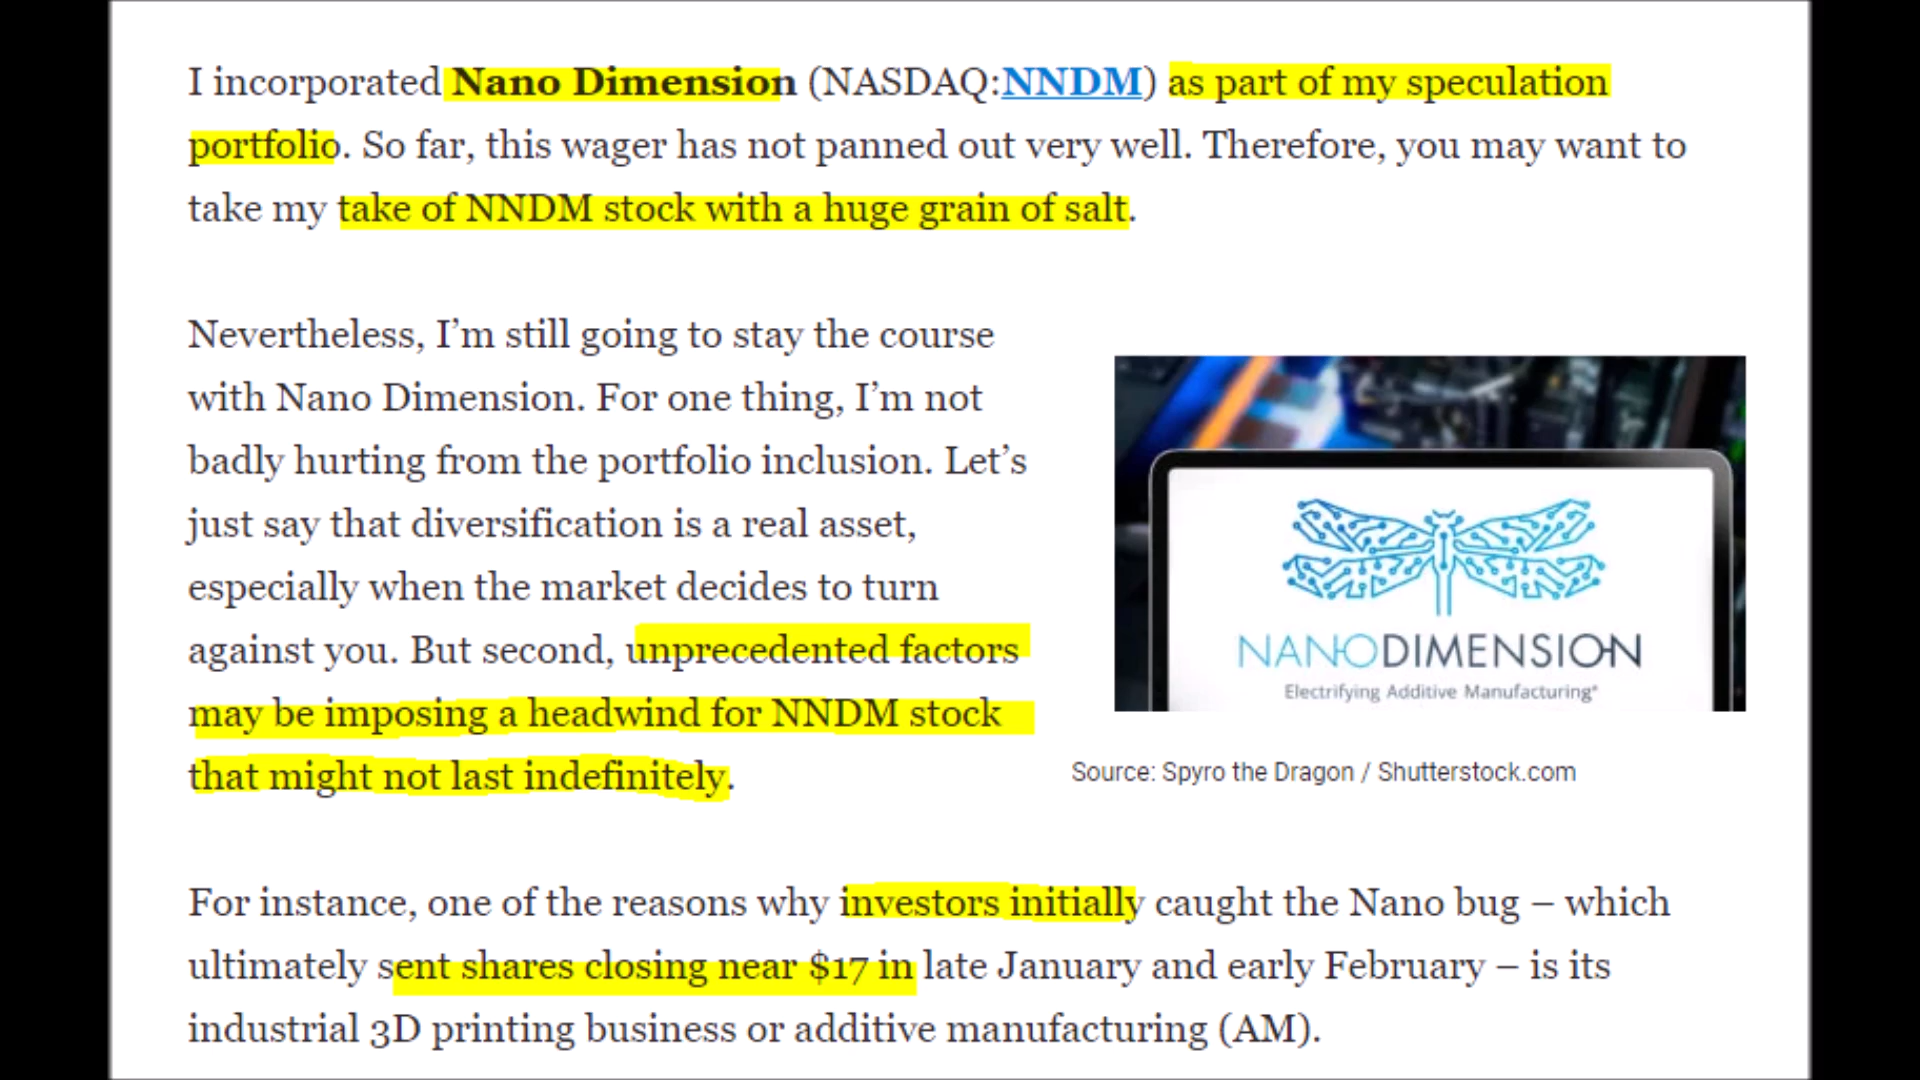 I incorporated Nano Dimension (NASDAQ:NNDM) as part of my speculation
portfolio. So far, this wager has not panned out very well. Therefore, you may want to
take my take of NNDM stock with a huge grain of salt.
Nevertheless, I’m still going to stay the course
with Nano Dimension. For one thing, I’m not
badly hurting from the portfolio inclusion. Let’s
just say that diversification is a real asset,
especially when the market decides to turn
against you. But second, unprecedented factors
may be imposing a headwind for NNDM stock
that might not last indefinitely.
NANODIMENSION
Electrifying Additive Manufacturing®
Source: Spyro the Dragon / Shutterstock.com
For instance, one of the reasons why investors initially caught the Nano bug – which
ultimately sent shares closing near $17 in late January and early February – is its
industrial 3D printing business or additive manufacturing (AM).